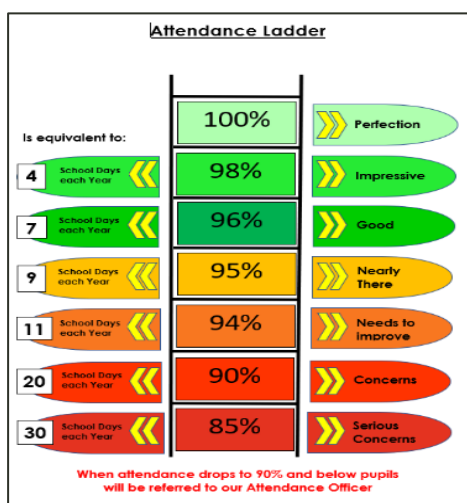 Attendance Ladder
100%
Perfection
Is equivalent to:
4
School Days
each Year
98%
Impressive
7
School Days
each Year
96%
Good
9
School Days
each Year
95%
Nearly
There
11
School Days
each Year
94%
Needs to
improve
20
School Days
each Year
90%
Concerns
30
School Days
each Year
85%
Serious
Concerns
When attendance drops to 90% and below pupils
will be referred to our Attendance Officer